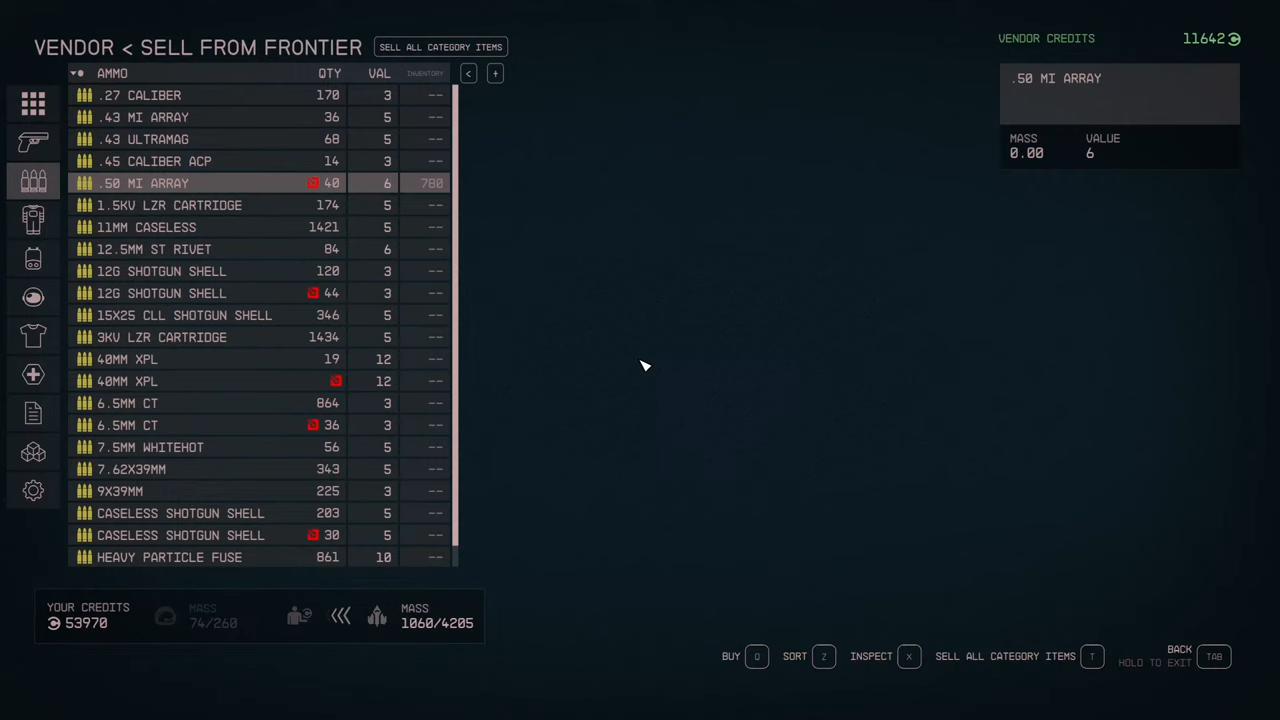 VENDOR < SELL FROM FRONTIER SELL ALL CATEGORY ITEMS
VENDOR CREDITS 11642
AMMO QTY VAL INVENTORY < +
.27 CALIBER 170 3 --
.43 MI ARRAY 36 5 --
.43 ULTRAMAG 68 5 --
.45 CALIBER ACP 14 3 --
.50 MI ARRAY 40 6 780
1.5KV LZR CARTRIDGE 174 5 --
11MM CASELESS 1421 5 --
12.5MM ST RIVET 84 6 --
12G SHOTGUN SHELL 120 3 --
12G SHOTGUN SHELL 44 3 --
15X25 CLL SHOTGUN SHELL 346 5 --
3KV LZR CARTRIDGE 1434 5 --
40MM XPL 19 12 --
40MM XPL 12 --
6.5MM CT 864 3 --
6.5MM CT 36 3 --
7.5MM WHITEHOT 56 5 --
7.62X39MM 343 5 --
9X39MM 225 3 --
CASELESS SHOTGUN SHELL 203 5 --
CASELESS SHOTGUN SHELL 30 5 --
HEAVY PARTICLE FUSE 861 10 --
.50 MI ARRAY
MASS VALUE
0.00 6
YOUR CREDITS MASS MASS
53970 74/260 1060/4205
BUY Q SORT Z INSPECT X SELL ALL CATEGORY ITEMS T BACK TAB
HOLD TO EXIT